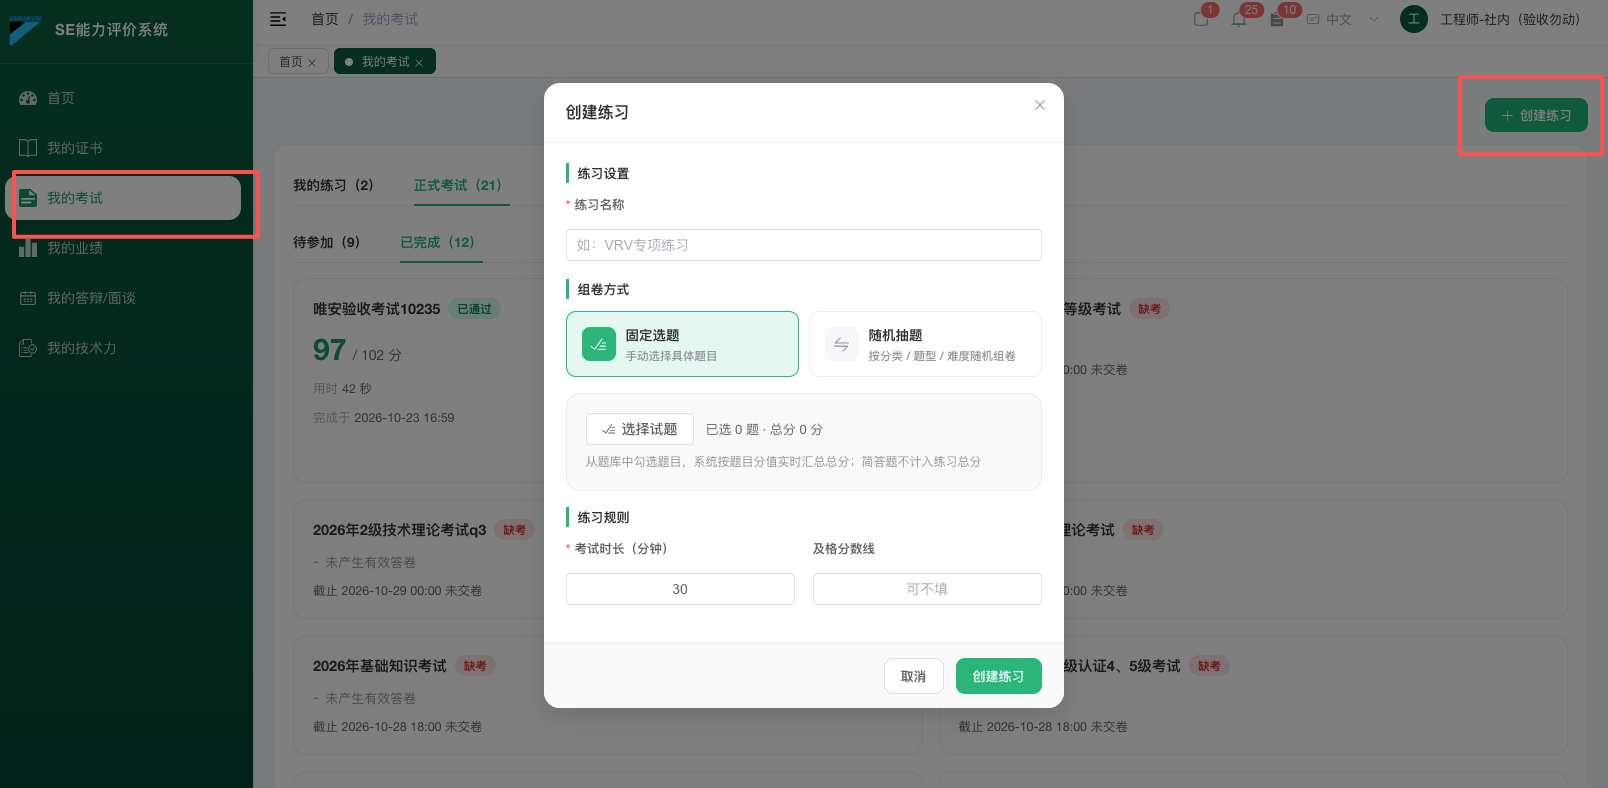 DAIKIN
SE能力评价系统
首页
我的证书
我的考试
我的业绩
我的答辩/面谈
我的技术力
首页 / 我的考试
1
25
10
中文
工
工程师-社内（验收勿动）
首页
我的考试
+ 创建练习
我的练习（2）
正式考试（21）
待参加（9）
已完成（12）
唯安验收考试10235 已通过
97 / 102 分
用时 42 秒
完成于 2026-10-23 16:59
等级考试 缺考
0:00 未交卷
2026年2级技术理论考试q3 缺考
- 未产生有效答卷
截止 2026-10-29 00:00 未交卷
理论考试 缺考
0:00 未交卷
2026年基础知识考试 缺考
- 未产生有效答卷
截止 2026-10-28 18:00 未交卷
级认证4、5级考试 缺考
截止 2026-10-28 18:00 未交卷
创建练习
练习设置
* 练习名称
如：VRV专项练习
组卷方式
固定选题
手动选择具体题目
随机抽题
按分类 / 题型 / 难度随机组卷
选择试题
已选 0 题 · 总分 0 分
从题库中勾选题目，系统按题目分值实时汇总总分；简答题不计入练习总分
练习规则
* 考试时长（分钟）
及格分数线
30
可不填
取消
创建练习